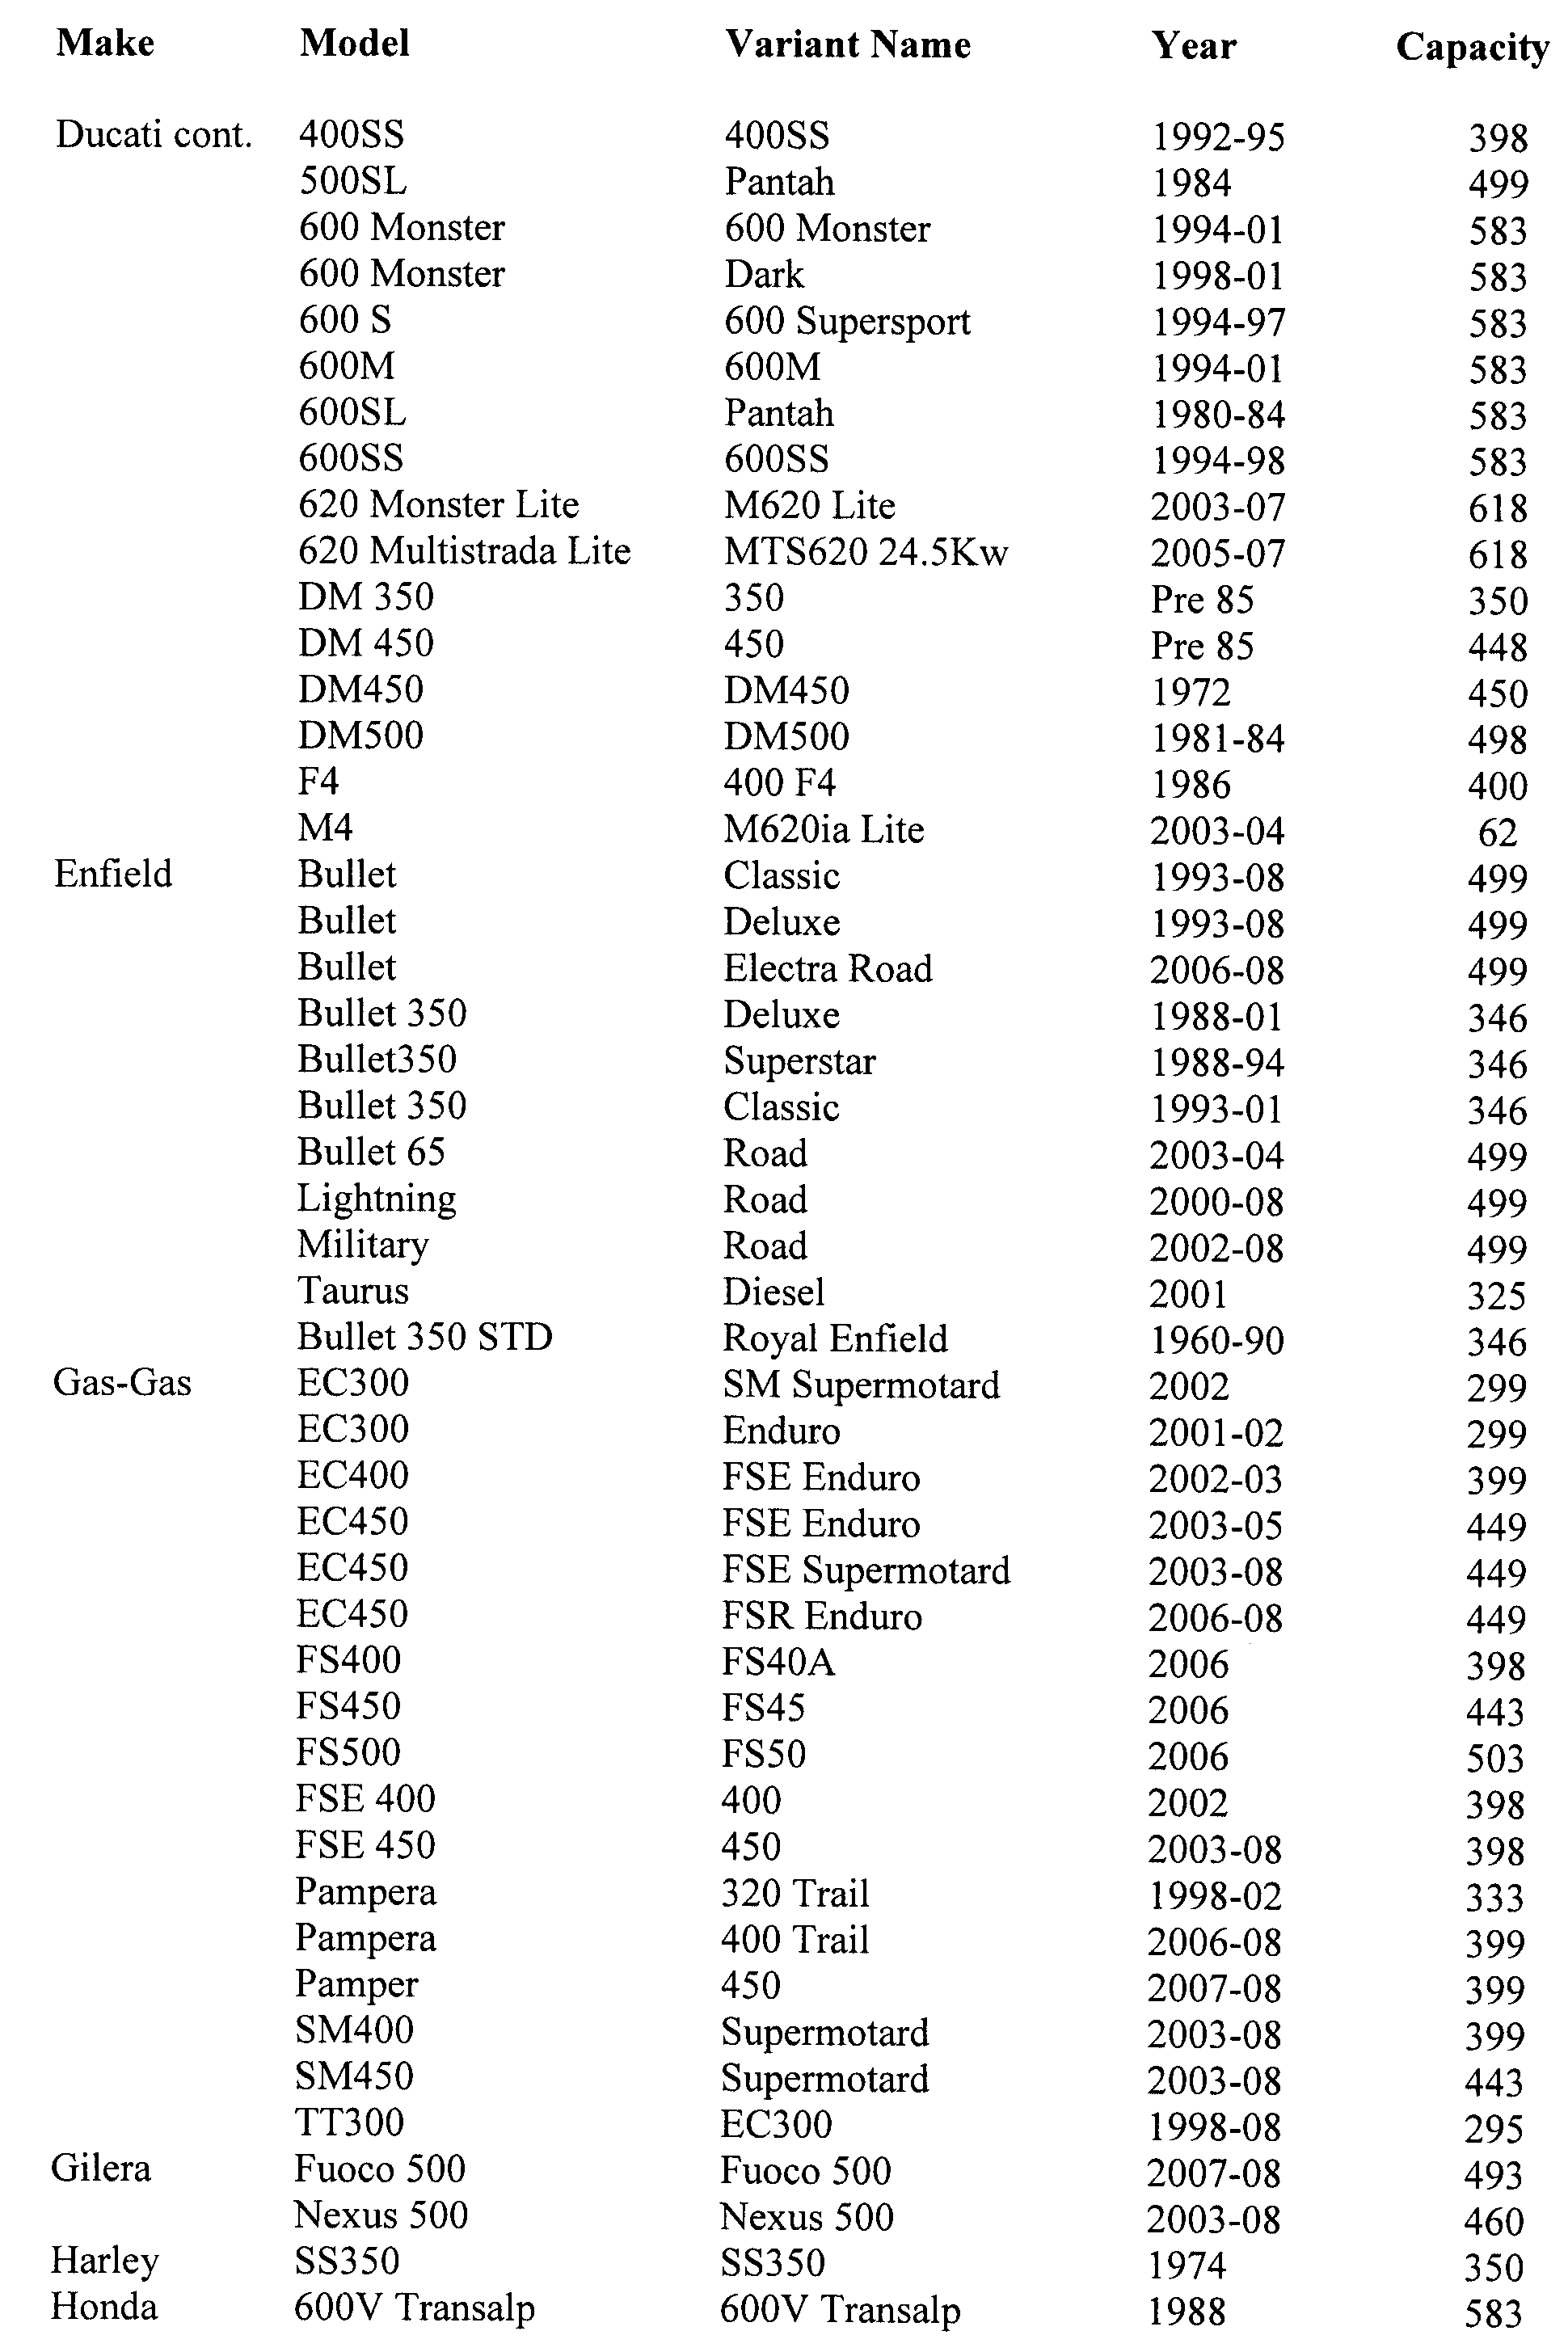 Make Model Variant Name Year Capacity
Ducati cont. 400SS 400SS 1992-95 398
500SL Pantah 1984 499
600 Monster 600 Monster 1994-01 583
600 Monster Dark 1998-01 583
600 S 600 Supersport 1994-97 583
600M 600M 1994-01 583
600SL Pantah 1980-84 583
600SS 600SS 1994-98 583
620 Monster Lite M620 Lite 2003-07 618
620 Multistrada Lite MTS620 24.5Kw 2005-07 618
DM 350 350 Pre 85 350
DM 450 450 Pre 85 448
DM450 DM450 1972 450
DM500 DM500 1981-84 498
F4 400 F4 1986 400
M4 M620ia Lite 2003-04 62
Enfield Bullet Classic 1993-08 499
Bullet Deluxe 1993-08 499
Bullet Electra Road 2006-08 499
Bullet 350 Deluxe 1988-01 346
Bullet350 Superstar 1988-94 346
Bullet 350 Classic 1993-01 346
Bullet 65 Road 2003-04 499
Lightning Road 2000-08 499
Military Road 2002-08 499
Taurus Diesel 2001 325
Bullet 350 STD Royal Enfield 1960-90 346
Gas-Gas EC300 SM Supermotard 2002 299
EC300 Enduro 2001-02 299
EC400 FSE Enduro 2002-03 399
EC450 FSE Enduro 2003-05 449
EC450 FSE Supermotard 2003-08 449
EC450 FSR Enduro 2006-08 449
FS400 FS40A 2006 398
FS450 FS45 2006 443
FS500 FS50 2006 503
FSE 400 400 2002 398
FSE 450 450 2003-08 398
Pampera 320 Trail 1998-02 333
Pampera 400 Trail 2006-08 399
Pamper 450 2007-08 399
SM400 Supermotard 2003-08 399
SM450 Supermotard 2003-08 443
TT300 EC300 1998-08 295
Gilera Fuoco 500 Fuoco 500 2007-08 493
Nexus 500 Nexus 500 2003-08 460
Harley SS350 SS350 1974 350
Honda 600V Transalp 600V Transalp 1988 583